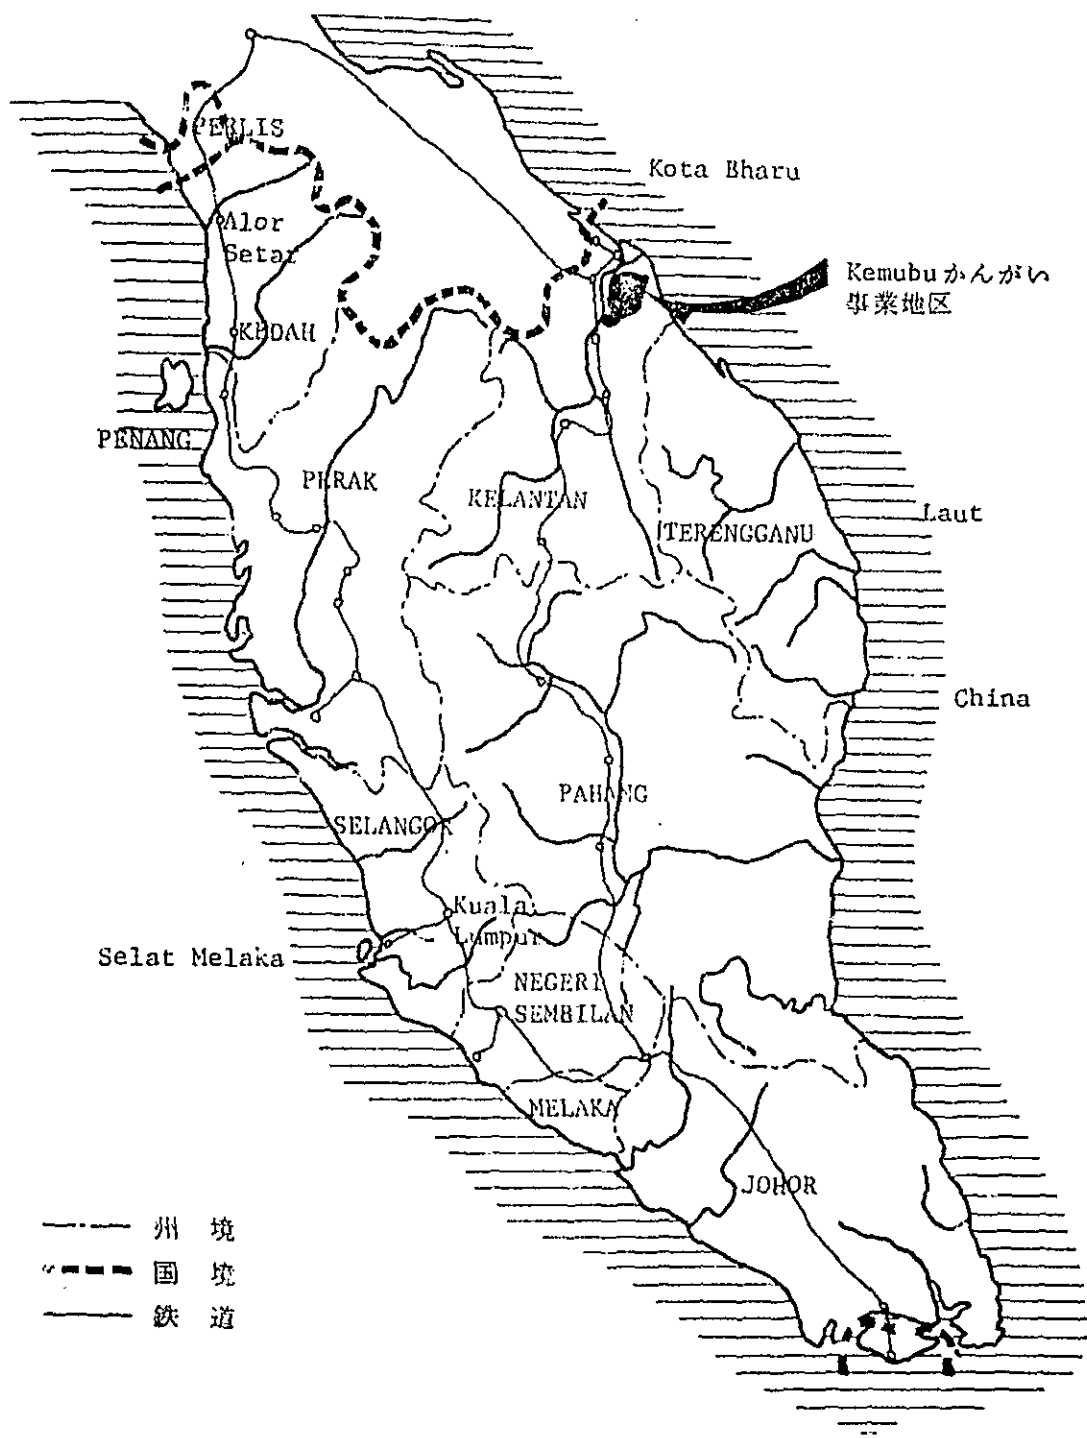 PERLIS
Kota Bharu
Alor
Setar
Kemubuかんがい
事業地区
KEDAH
PENANG
PERAK
KELANTAN
Laut
TERENGGANU
China
PAHANG
SELANGOR
Kuala
Lumpur
Selat Melaka
NEGERI
SEMBILAN
MELAKA
JOHOR
州 境
国 境
鉄 道